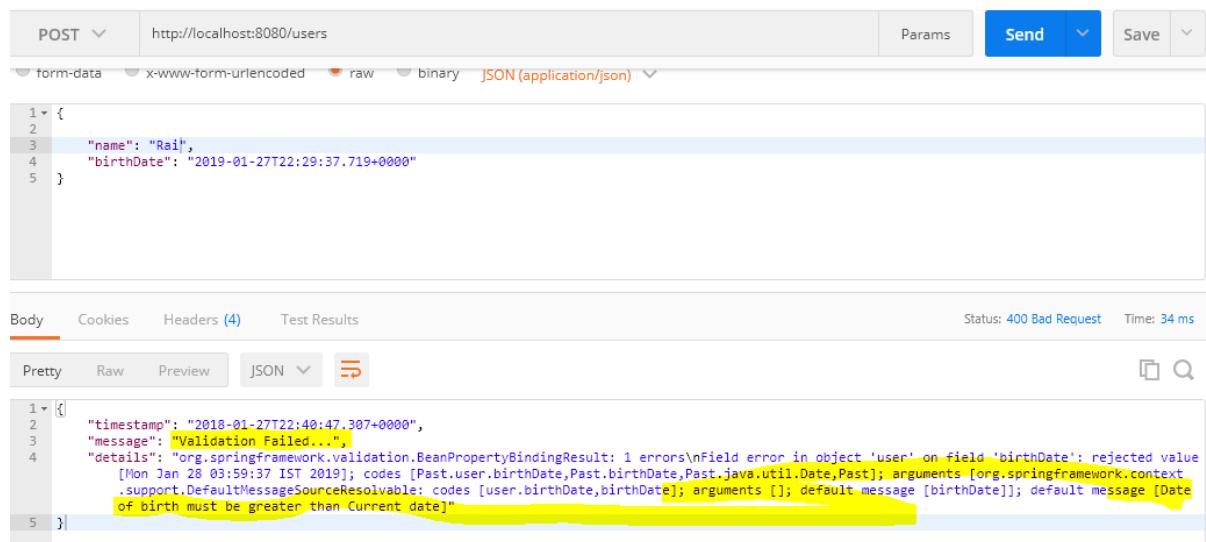 POST http://localhost:8080/users Params Send Save
form-data x-www-form-urlencoded raw binary JSON (application/json)
1 {
2
3 "name": "Rai",
4 "birthDate": "2019-01-27T22:29:37.719+0000"
5 }
Body Cookies Headers (4) Test Results Status: 400 Bad Request Time: 34 ms
Pretty Raw Preview JSON
1 {
2 "timestamp": "2018-01-27T22:40:47.307+0000",
3 "message": "Validation Failed...",
4 "details": "org.springframework.validation.BeanPropertyBindingResult: 1 errors\nField error in object 'user' on field 'birthDate': rejected value
[Mon Jan 28 03:59:37 IST 2019]; codes [Past.user.birthDate,Past.birthDate,Past.java.util.Date,Past]; arguments [org.springframework.context
.support.DefaultMessageSourceResolvable: codes [user.birthDate,birthDate]; arguments []; default message [birthDate]]; default message [Date
of birth must be greater than Current date]"
5 }